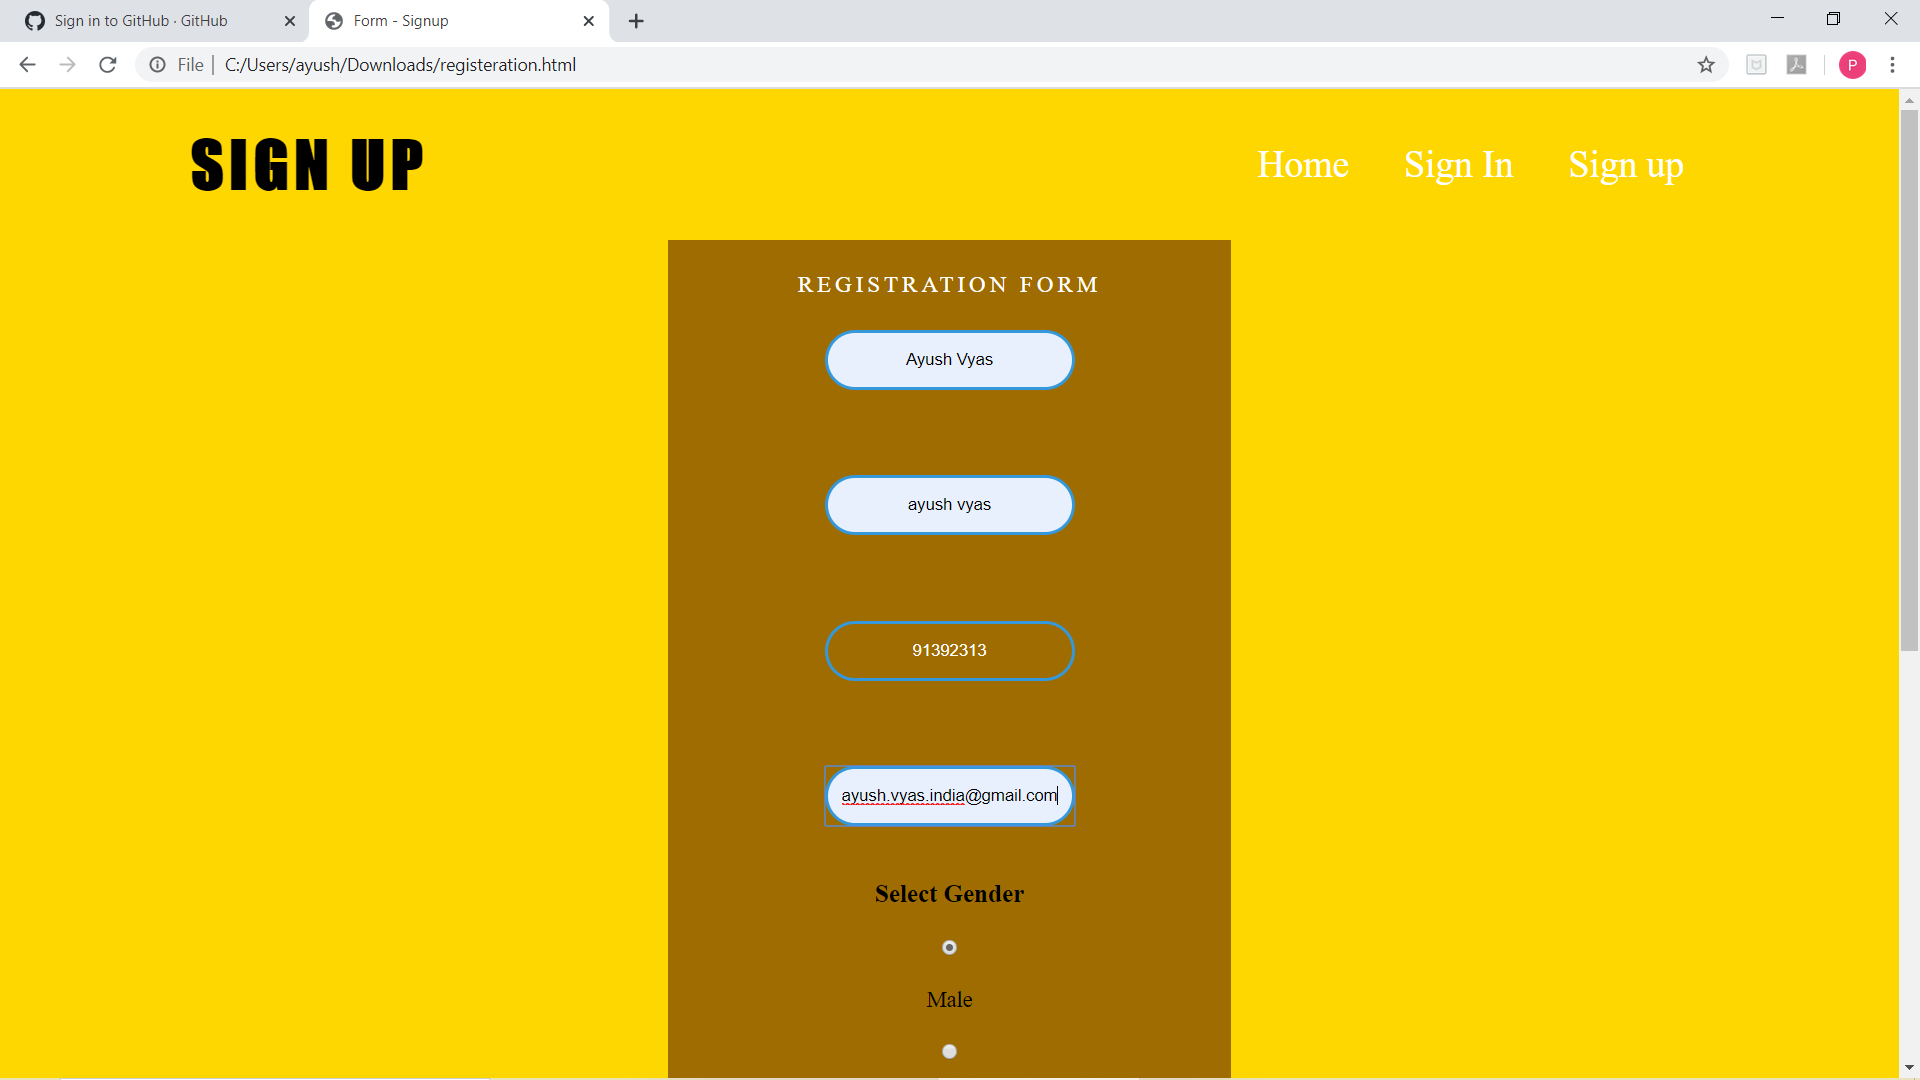 Sign in to GitHub · GitHub
Form - Signup
File | C:/Users/ayush/Downloads/registeration.html
P
SIGN UP
Home Sign In Sign up
REGISTRATION FORM
Ayush Vyas
ayush vyas
91392313
ayush.vyas.india@gmail.com
Select Gender
Male